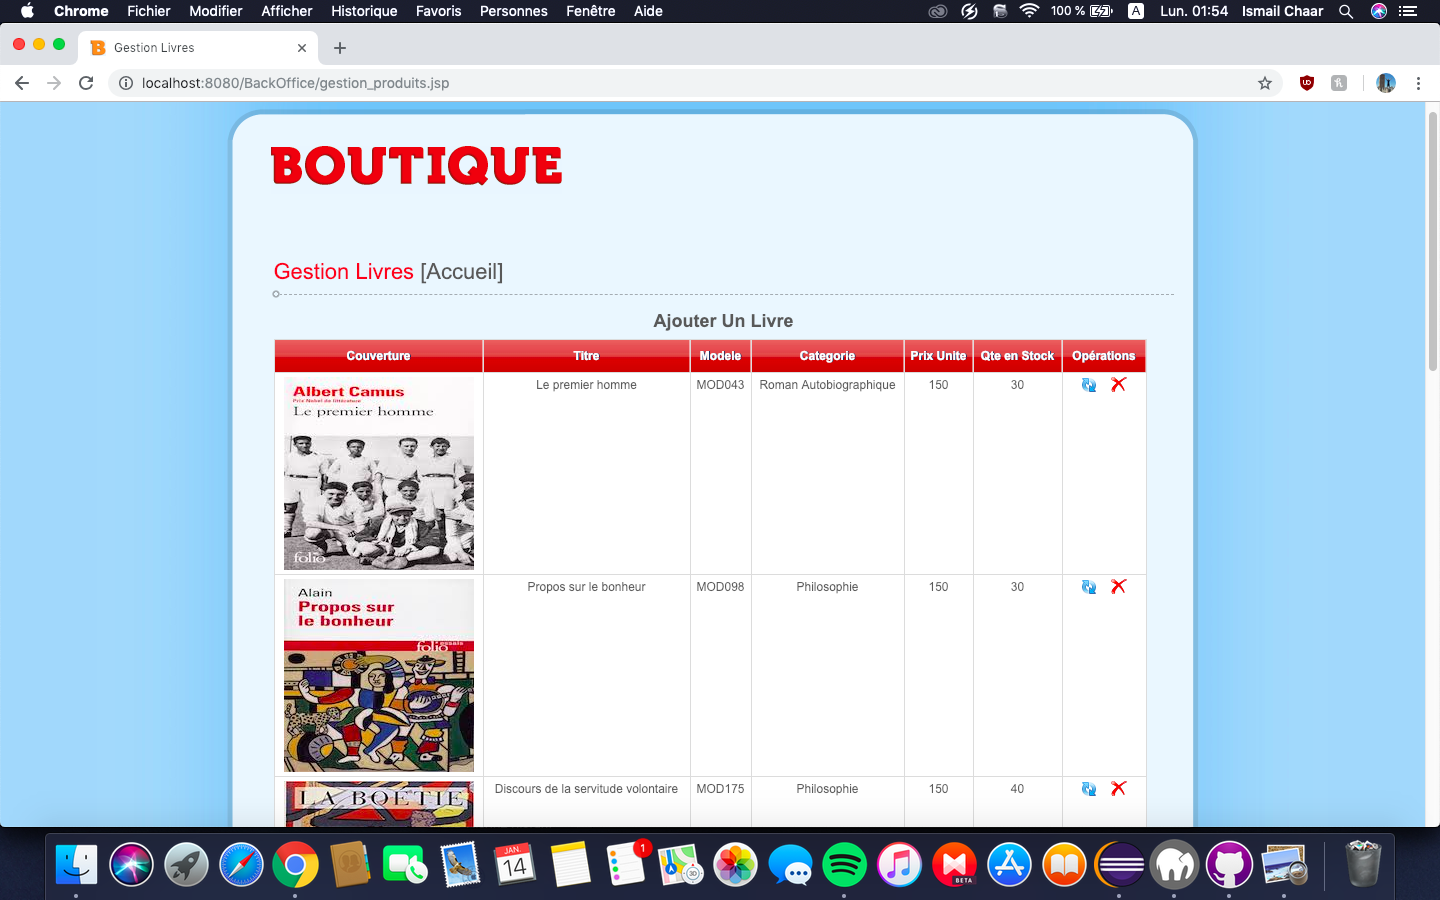 Chrome Fichier Modifier Afficher Historique Favoris Personnes Fenêtre Aide 100 % A Lun. 01:54 Ismail Chaar
Gestion Livres
localhost:8080/BackOffice/gestion_produits.jsp
BOUTIQUE
Gestion Livres [Accueil]
Ajouter Un Livre
Couverture Titre Modele Categorie Prix Unite Qte en Stock Opérations
Albert Camus
Prix Nobel de littérature
Le premier homme
folio
Le premier homme MOD043 Roman Autobiographique 150 30
Alain
Propos sur
le bonheur
folio
essais
Propos sur le bonheur MOD098 Philosophie 150 30
LA BOETIE
Discours de la servitude volontaire MOD175 Philosophie 150 40
JAN.
14
1
3D
BETA